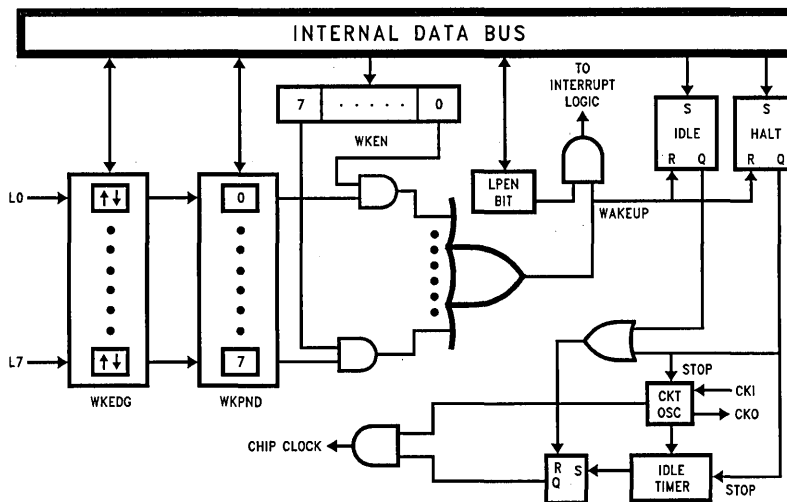 INTERNAL DATA BUS
TO
INTERRUPT
LOGIC
7 · · · · · 0
WKEN
S
IDLE
R Q
S
HALT
R Q
LPEN
BIT
WAKEUP
L0
↑↓
0
L7
↑↓
7
WKEDG
WKPND
STOP
CKT
OSC
CKI
CKO
CHIP CLOCK
R S
Q
IDLE
TIMER
STOP